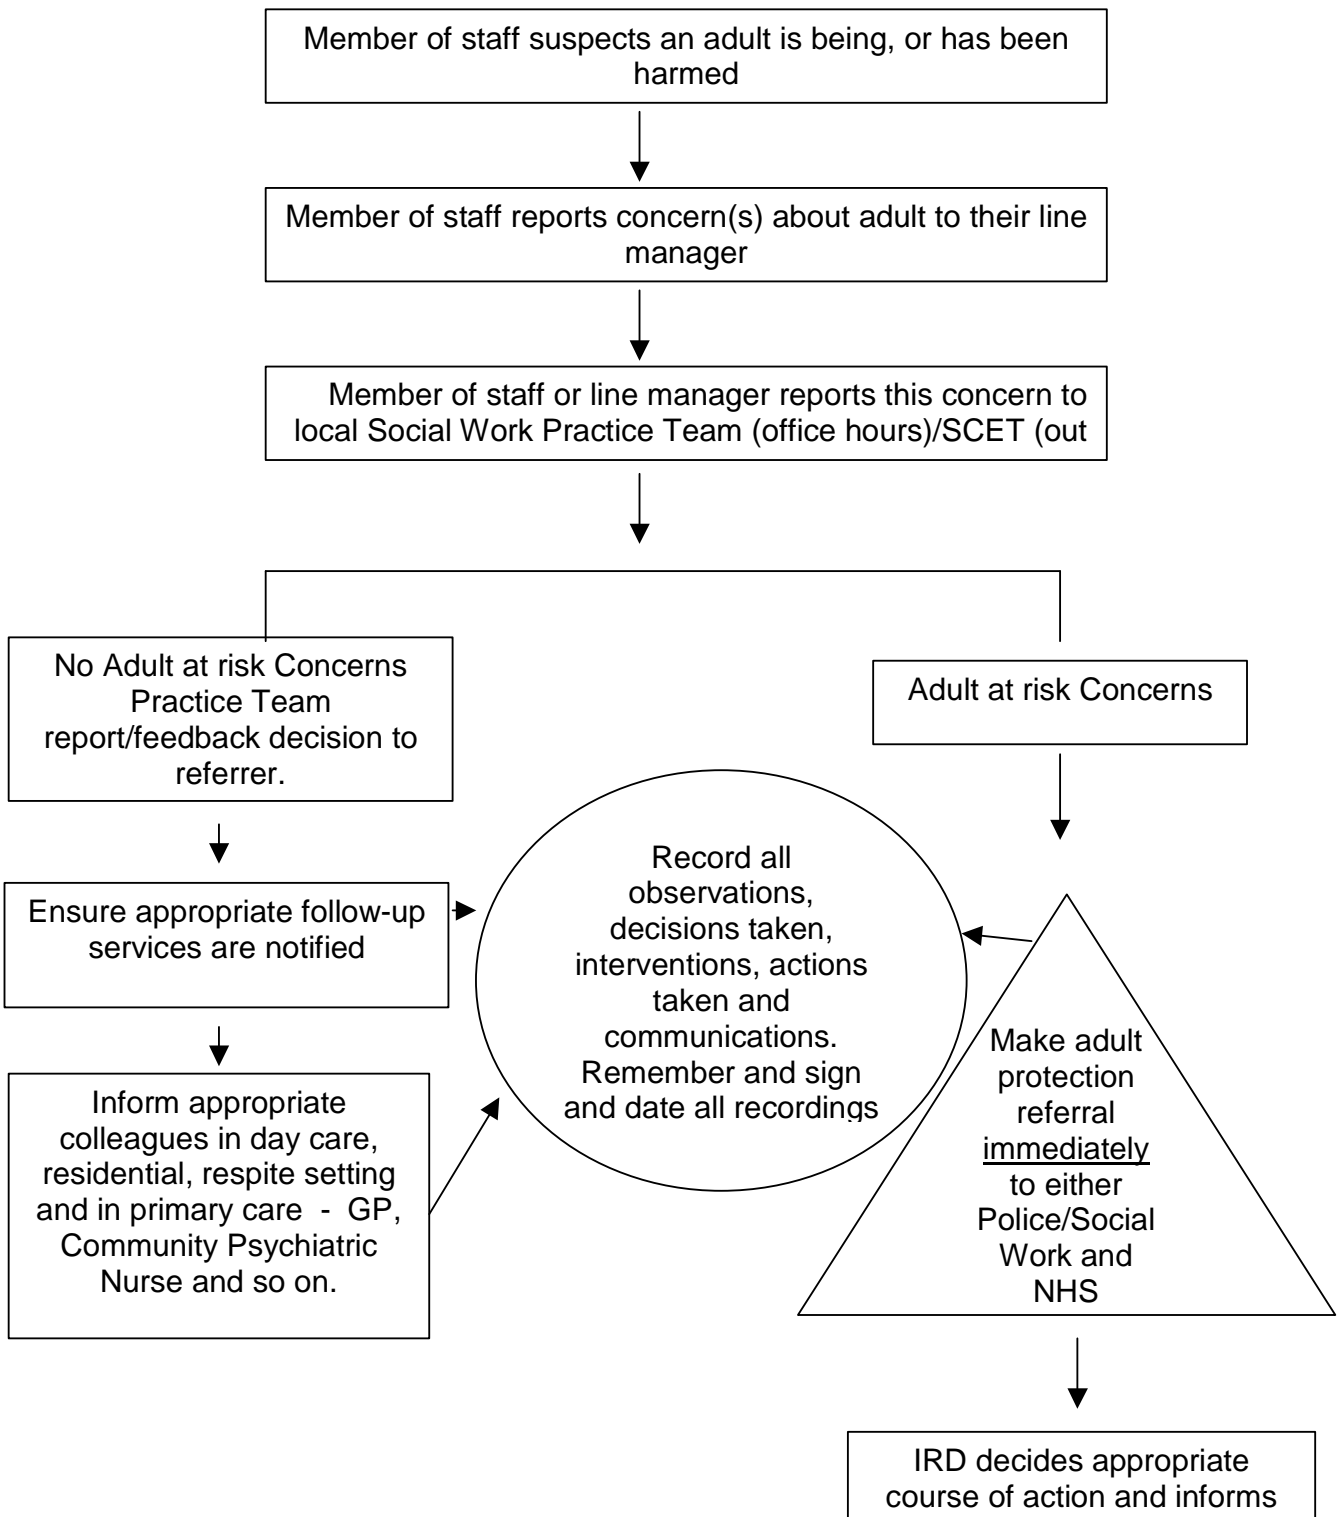 Member of staff suspects an adult is being, or has been
harmed
Member of staff reports concern(s) about adult to their line
manager
Member of staff or line manager reports this concern to
local Social Work Practice Team (office hours)/SCET (out
No Adult at risk Concerns
Practice Team
report/feedback decision to
referrer.
Adult at risk Concerns
Ensure appropriate follow-up
services are notified
Record all
observations,
decisions taken,
interventions, actions
taken and
communications.
Remember and sign
and date all recordings
Inform appropriate
colleagues in day care,
residential, respite setting
and in primary care - GP,
Community Psychiatric
Nurse and so on.
Make adult
protection
referral
immediately
to either
Police/Social
Work and
NHS
IRD decides appropriate
course of action and informs